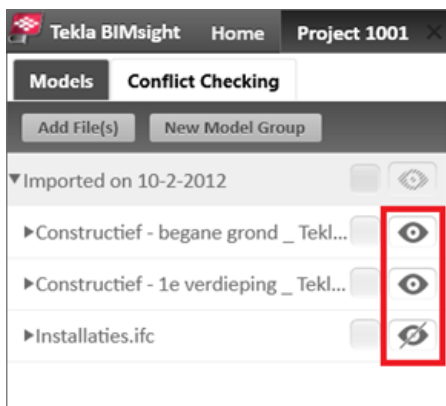 Tekla BIMsight Home Project 1001
Models Conflict Checking
Add File(s) New Model Group
Imported on 10-2-2012
Constructief - begane grond _ Tekl...
Constructief - 1e verdieping _ Tekl...
Installaties.ifc